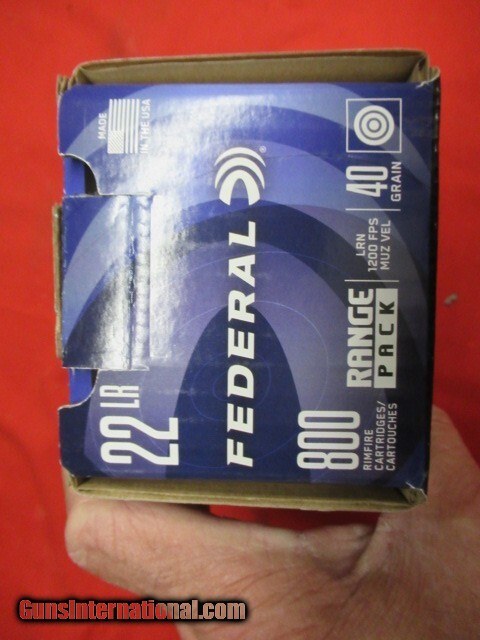 MADE
IN THE USA
FEDERAL®
22 LR
800
RIMFIRE
CARTRIDGES/
CARTOUCHES
RANGE
PACK
LRN
1200 FPS
MUZ VEL
40
GRAIN
GunsInternational.com